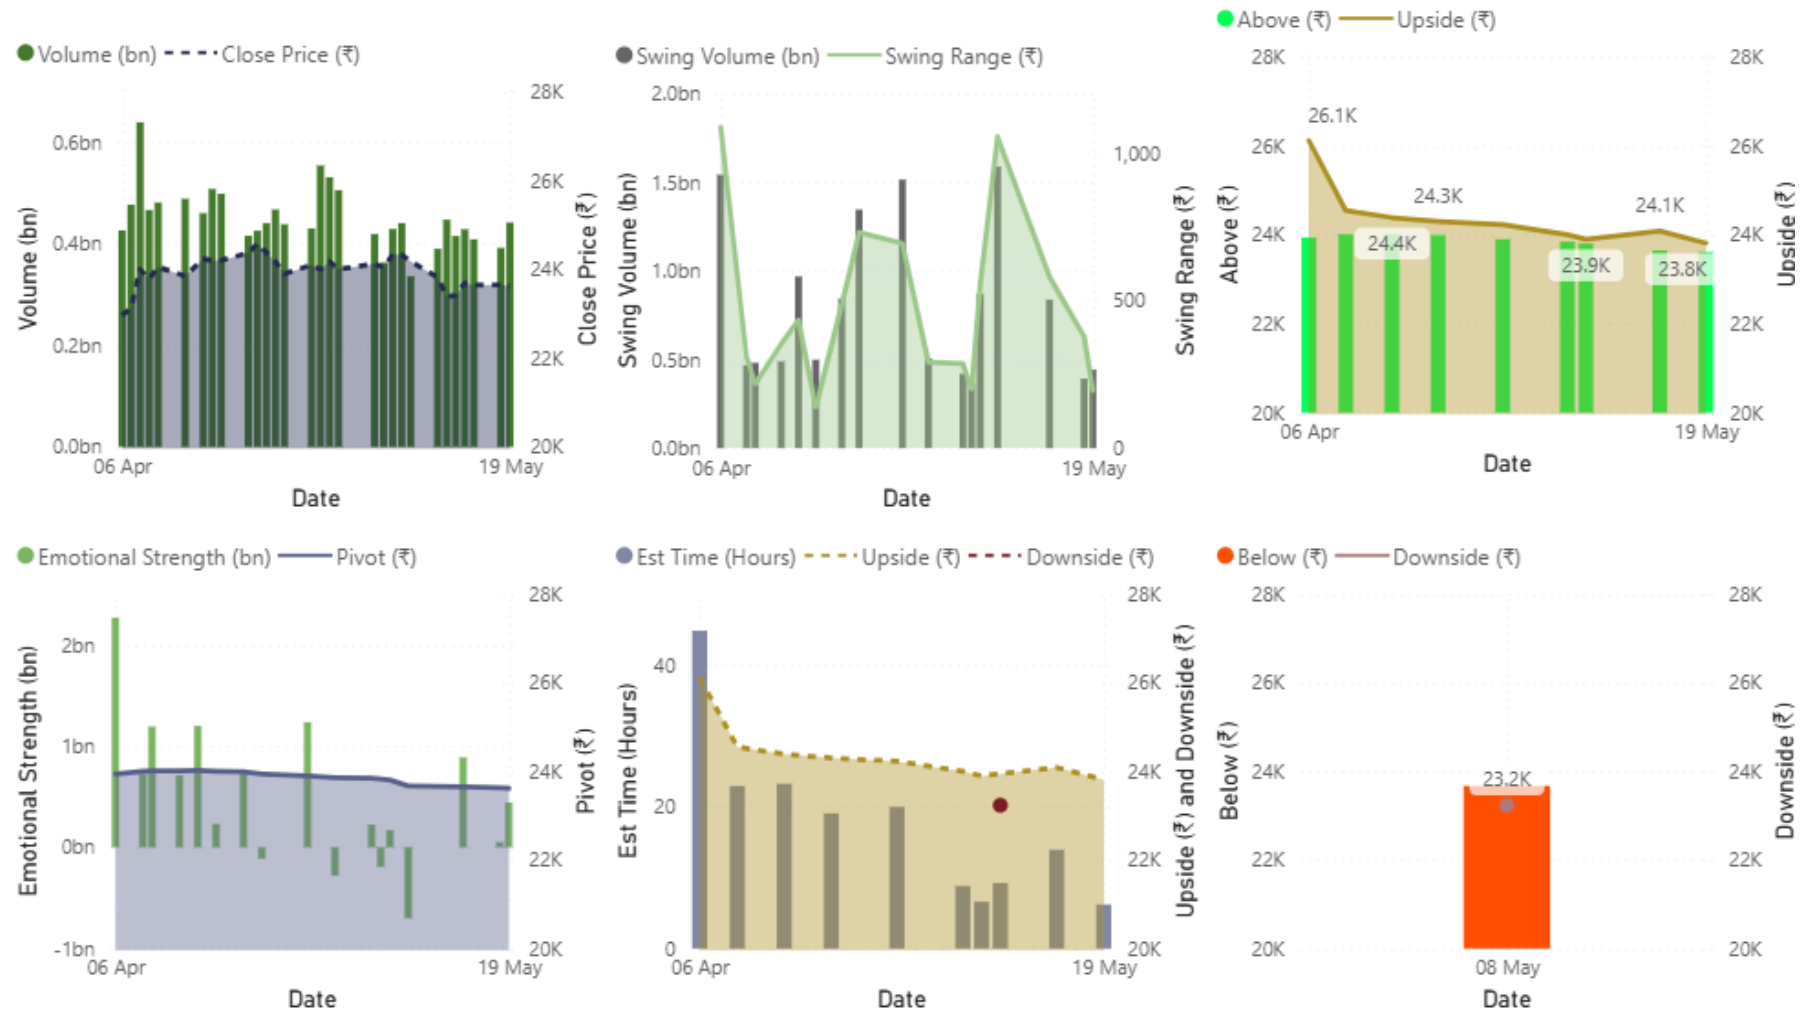 Volume (bn) Close Price (₹)
28K
0.6bn
26K
0.4bn
24K
0.2bn
22K
0.0bn
20K
Volume (bn)
Close Price (₹)
06 Apr
19 May
Date
Swing Volume (bn) Swing Range (₹)
2.0bn
1.5bn
1,000
1.0bn
500
0.5bn
0.0bn
0
Swing Volume (bn)
Swing Range (₹)
06 Apr
19 May
Date
Above (₹) Upside (₹)
28K
28K
26.1K
26K
26K
24.3K
24.1K
24K
24K
24.4K
23.9K
23.8K
22K
22K
20K
20K
Above (₹)
Upside (₹)
06 Apr
19 May
Date
Emotional Strength (bn) Pivot (₹)
28K
2bn
26K
1bn
24K
0bn
22K
-1bn
20K
Emotional Strength (bn)
Pivot (₹)
06 Apr
19 May
Date
Est Time (Hours) Upside (₹) Downside (₹)
28K
40
26K
24K
20
22K
0
20K
Est Time (Hours)
Upside (₹) and Downside (₹)
06 Apr
19 May
Date
Below (₹) Downside (₹)
28K
28K
26K
26K
24K
24K
23.2K
22K
22K
20K
20K
Below (₹)
Downside (₹)
08 May
Date